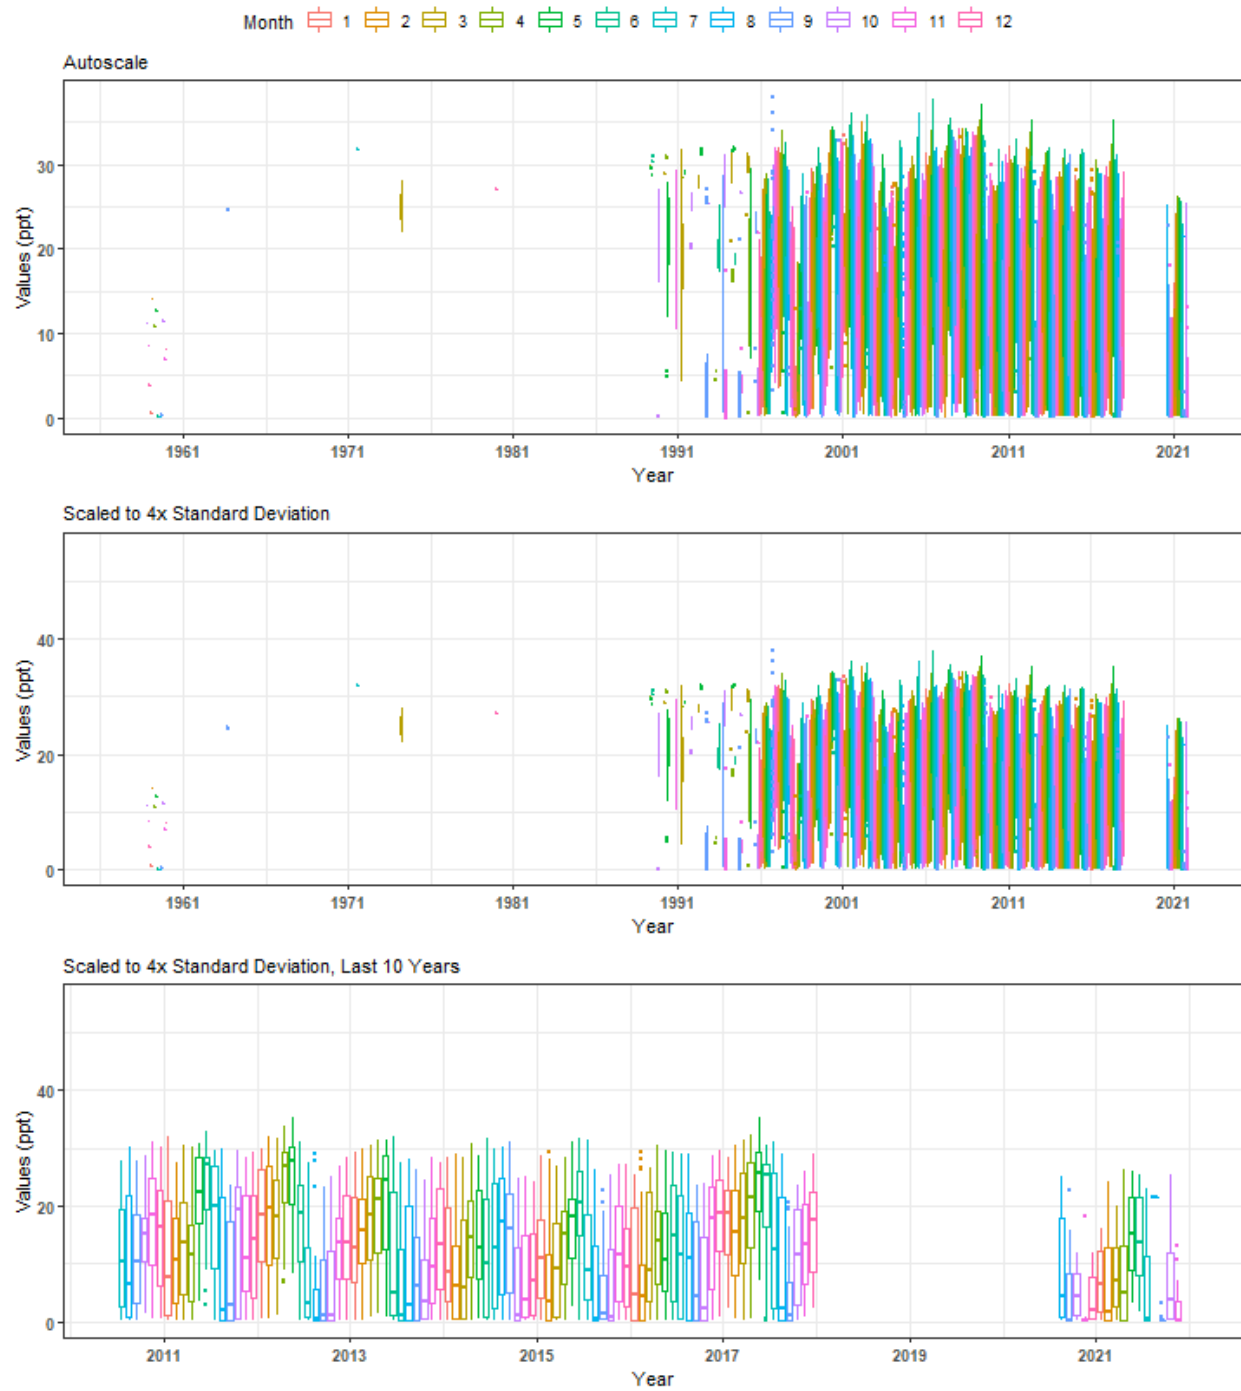 Month 1 2 3 4 5 6 7 8 9 10 11 12
Autoscale
Values (ppt)
30
20
10
0
1961 1971 1981 1991 2001 2011 2021
Year
Scaled to 4x Standard Deviation
Values (ppt)
40
20
0
1961 1971 1981 1991 2001 2011 2021
Year
Scaled to 4x Standard Deviation, Last 10 Years
Values (ppt)
40
20
0
2011 2013 2015 2017 2019 2021
Year